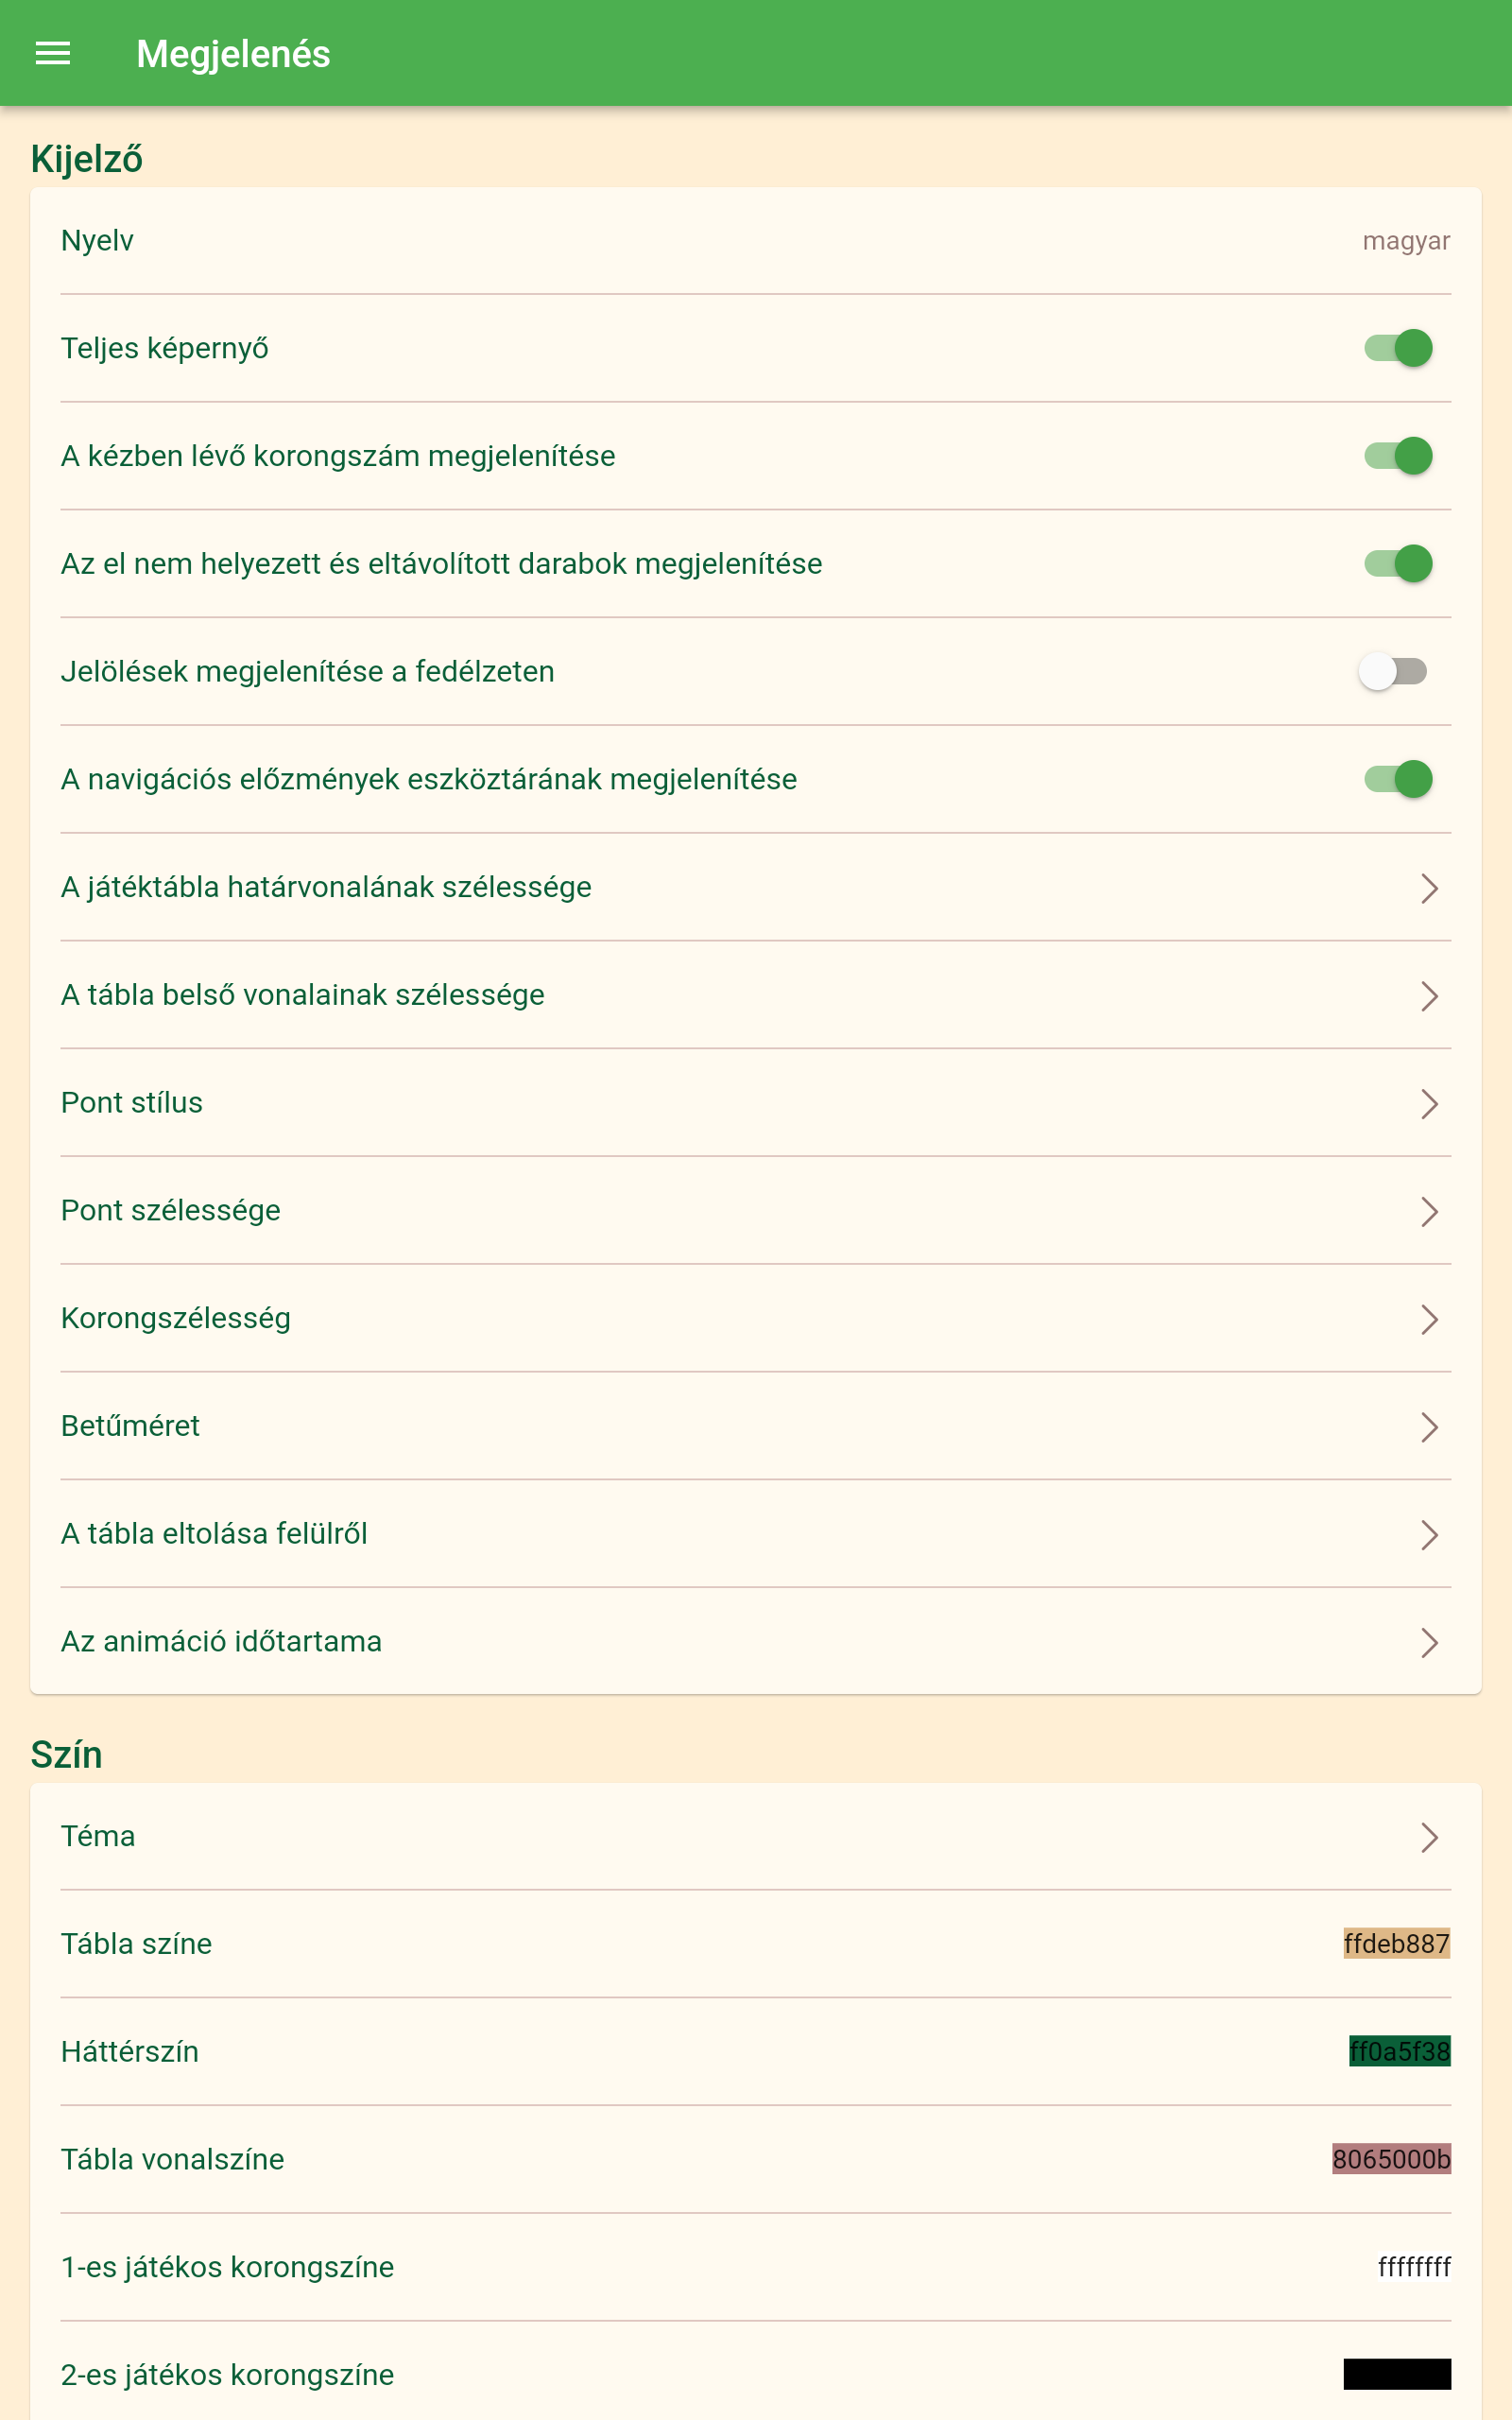 Megjelenés
Kijelző
Nyelv magyar
Teljes képernyő
A kézben lévő korongszám megjelenítése
Az el nem helyezett és eltávolított darabok megjelenítése
Jelölések megjelenítése a fedélzeten
A navigációs előzmények eszköztárának megjelenítése
A játéktábla határvonalának szélessége
A tábla belső vonalainak szélessége
Pont stílus
Pont szélessége
Korongszélesség
Betűméret
A tábla eltolása felülről
Az animáció időtartama
Szín
Téma
Tábla színe ffdeb887
Háttérszín ff0a5f38
Tábla vonalszíne 8065000b
1-es játékos korongszíne ffffffff
2-es játékos korongszíne